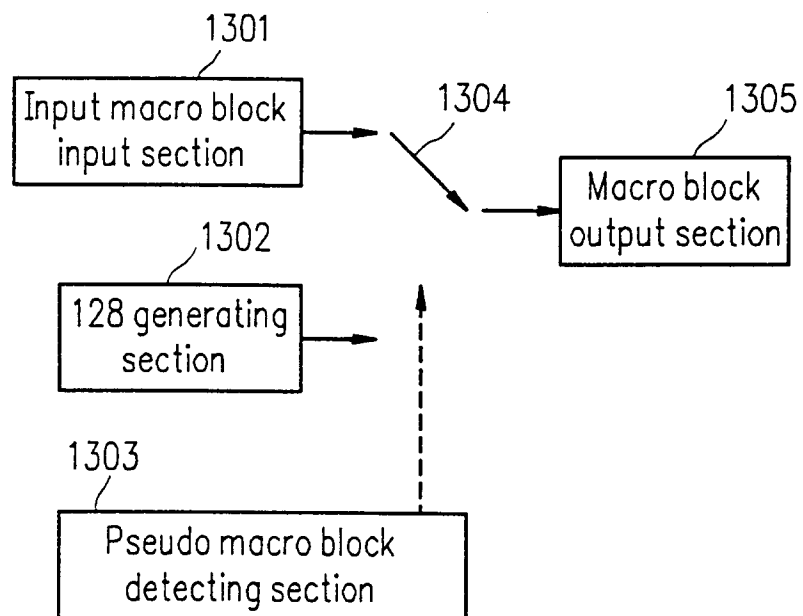 1301
Input macro block
input section
1304
1305
Macro block
output section
1302
128 generating
section
1303
Pseudo macro block
detecting section